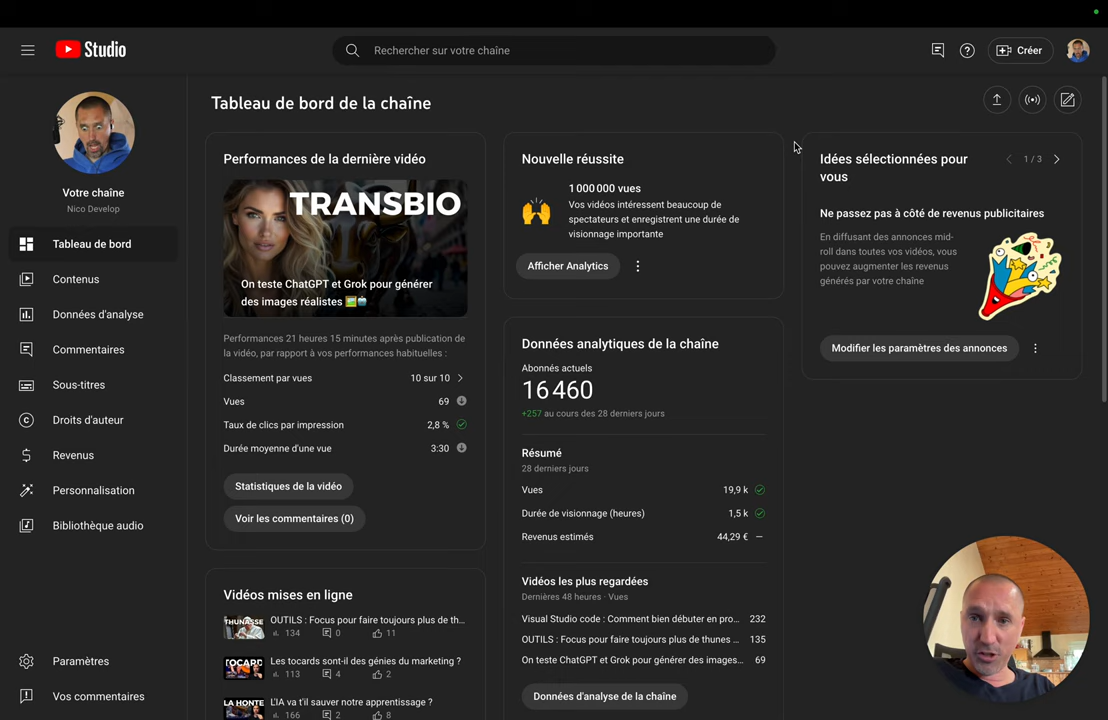 Studio
Rechercher sur votre chaîne
Créer
Votre chaîne
Nico Develop
Tableau de bord
Contenus
Données d'analyse
Commentaires
Sous-titres
Droits d'auteur
Revenus
Personnalisation
Bibliothèque audio
Paramètres
Vos commentaires
Tableau de bord de la chaîne
Performances de la dernière vidéo
TRANSBIO
On teste ChatGPT et Grok pour générer
des images réalistes 🖼️🤖
Performances 21 heures 15 minutes après publication de
la vidéo, par rapport à vos performances habituelles :
Classement par vues 10 sur 10
Vues 69
Taux de clics par impression 2,8 %
Durée moyenne d'une vue 3:30
Statistiques de la vidéo
Voir les commentaires (0)
Vidéos mises en ligne
THUNASSE
OUTILS : Focus pour faire toujours plus de th...
134 0 11
Les tocards sont-il des génies du marketing ?
113 4 2
LA HONTE
L'IA va t'il sauver notre apprentissage ?
166 2 8
Nouvelle réussite
1 000 000 vues
Vos vidéos intéressent beaucoup de
spectateurs et enregistrent une durée de
visionnage importante
Afficher Analytics
Données analytiques de la chaîne
Abonnés actuels
16 460
+257 au cours des 28 derniers jours
Résumé
28 derniers jours
Vues 19,9 k
Durée de visionnage (heures) 1,5 k
Revenus estimés 44,29 € —
Vidéos les plus regardées
Dernières 48 heures · Vues
Visual Studio code : Comment bien débuter en pro... 232
OUTILS : Focus pour faire toujours plus de thunes ... 135
On teste ChatGPT et Grok pour générer des images... 69
Données d'analyse de la chaîne
Idées sélectionnées pour
vous
1 / 3
Ne passez pas à côté de revenus publicitaires
En diffusant des annonces mid-
roll dans toutes vos vidéos, vous
pouvez augmenter les revenus
générés par votre chaîne
Modifier les paramètres des annonces